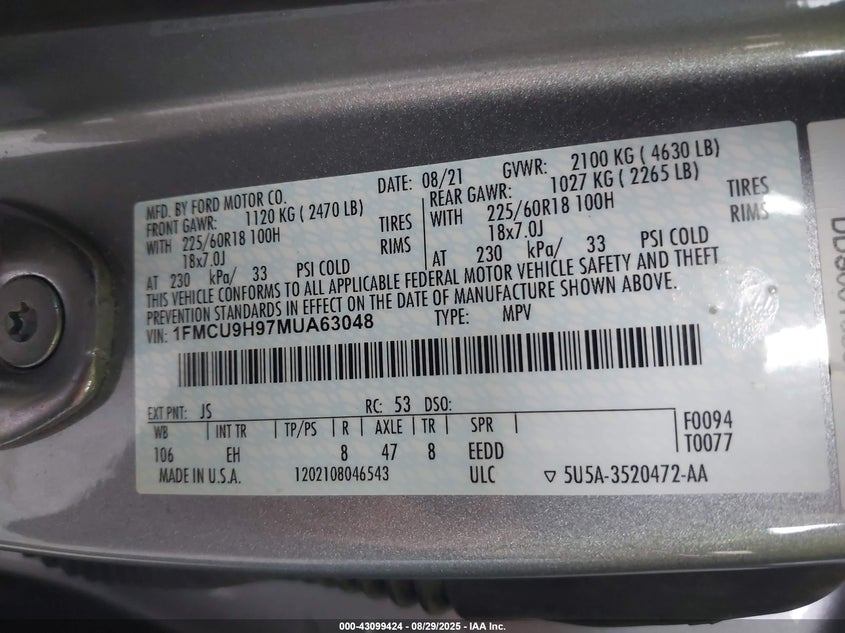 MFD. BY FORD MOTOR CO.
DATE: 08/21 GVWR: 2100 KG ( 4630 LB)
FRONT GAWR: 1120 KG ( 2470 LB)
REAR GAWR: 1027 KG ( 2265 LB)
WITH 225/60R18 100H TIRES
WITH 225/60R18 100H TIRES
18x7.0J RIMS
18x7.0J RIMS
AT 230 kPa/ 33 PSI COLD
AT 230 kPa/ 33 PSI COLD
THIS VEHICLE CONFORMS TO ALL APPLICABLE FEDERAL MOTOR VEHICLE SAFETY AND THEFT
PREVENTION STANDARDS IN EFFECT ON THE DATE OF MANUFACTURE SHOWN ABOVE.
VIN: 1FMCU9H97MUA63048 TYPE: MPV
EXT PNT: JS RC: 53 DSO:
WB INT TR TP/PS R AXLE TR SPR
106 EH 8 47 8 EEDD
F0094
T0077
MADE IN U.S.A. 1202108046543 ULC ▽ 5U5A-3520472-AA
000-43099424 - 08/29/2025 - IAA Inc.